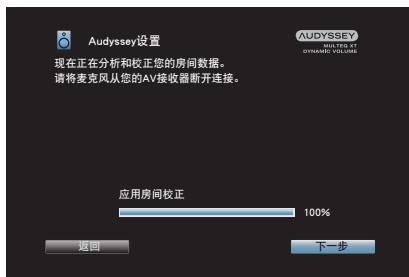 Audyssey设置
AUDYSSEY
MULTEQ XT
DYNAMIC VOLUME
现在正在分析和校正您的房间数据。
请将麦克风从您的AV接收器断开连接。
应用房间校正
100%
返回
下一步